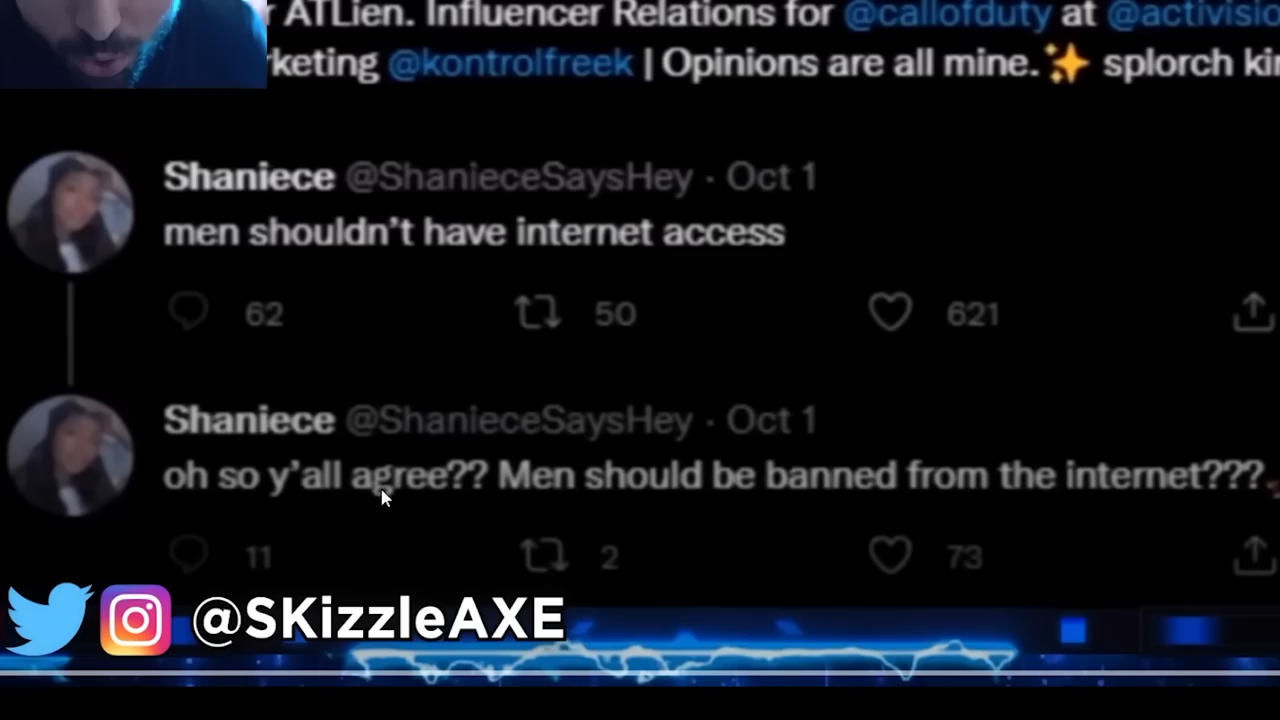 ATLien. Influencer Relations for @callofduty at
@kontrolfreek | Opinions are all mine.✨ splorch
Shaniece @ShanieceSaysHey · Oct 1
men shouldn't have internet access
62 50 621
Shaniece @ShanieceSaysHey · Oct 1
oh so y'all agree?? Men should be banned from the internet???
11 2 73
@SKizzleAXE